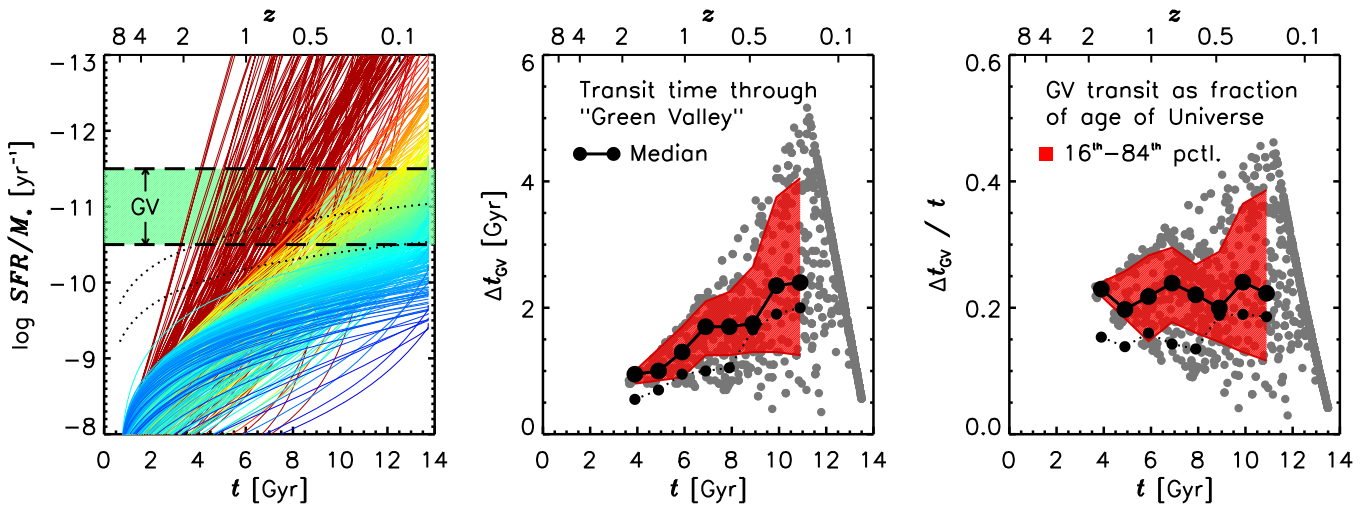 z
8 4 2 1 0.5 0.1
−13
−12
−11
−10
−9
−8
log SFR/M* [yr⁻¹]
GV
0 2 4 6 8 10 12 14
t [Gyr]
z
8 4 2 1 0.5 0.1
6
4
2
0
Δt_GV [Gyr]
Transit time through
"Green Valley"
Median
0 2 4 6 8 10 12 14
t [Gyr]
z
8 4 2 1 0.5 0.1
0.6
0.4
0.2
0.0
Δt_GV / t
GV transit as fraction
of age of Universe
16th−84th pctl.
0 2 4 6 8 10 12 14
t [Gyr]